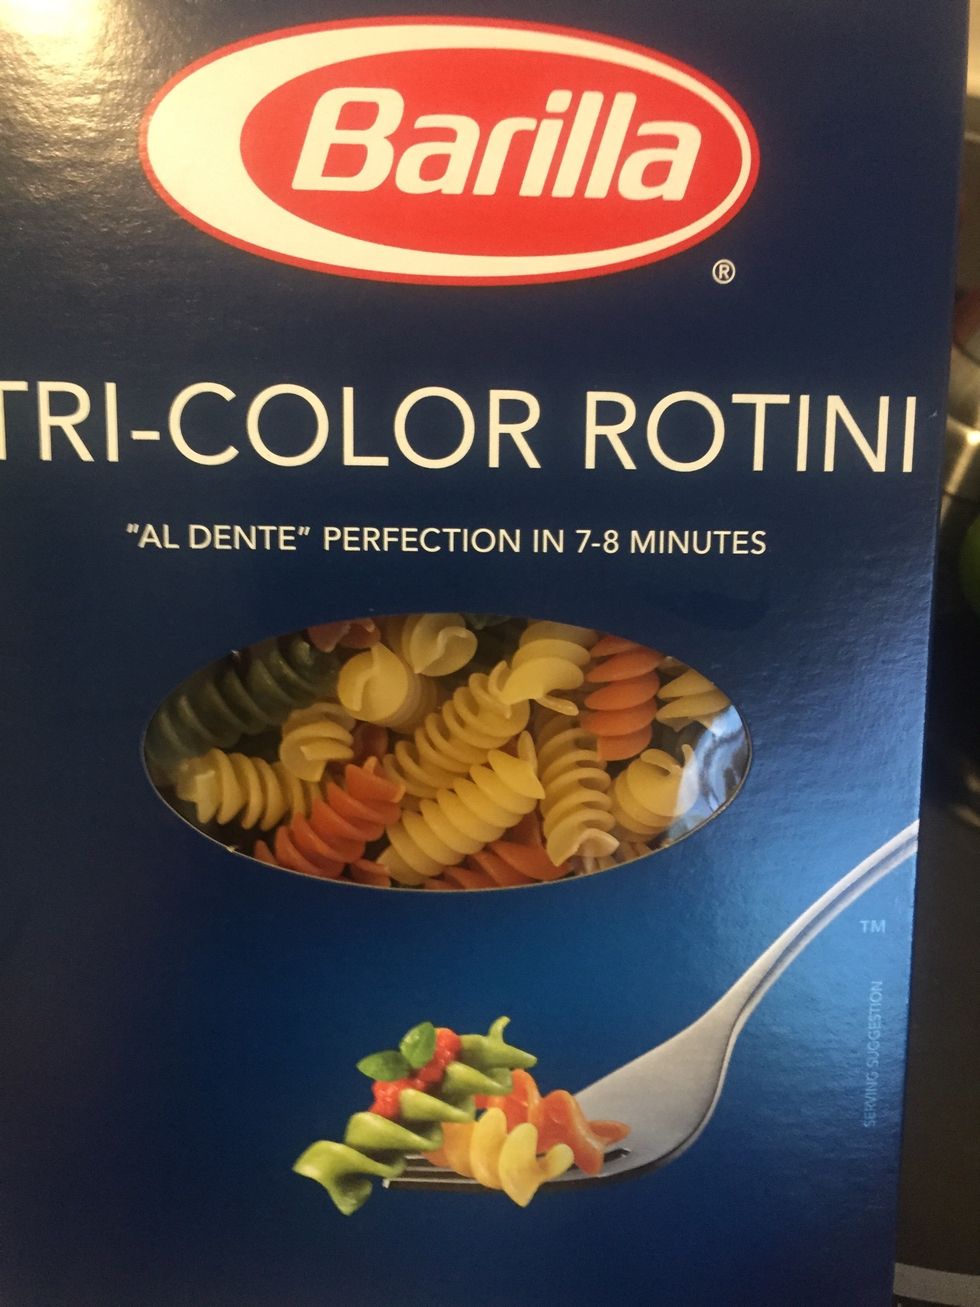 Barilla
®
TRI-COLOR ROTINI
"AL DENTE" PERFECTION IN 7-8 MINUTES
TM
SERVING SUGGESTION